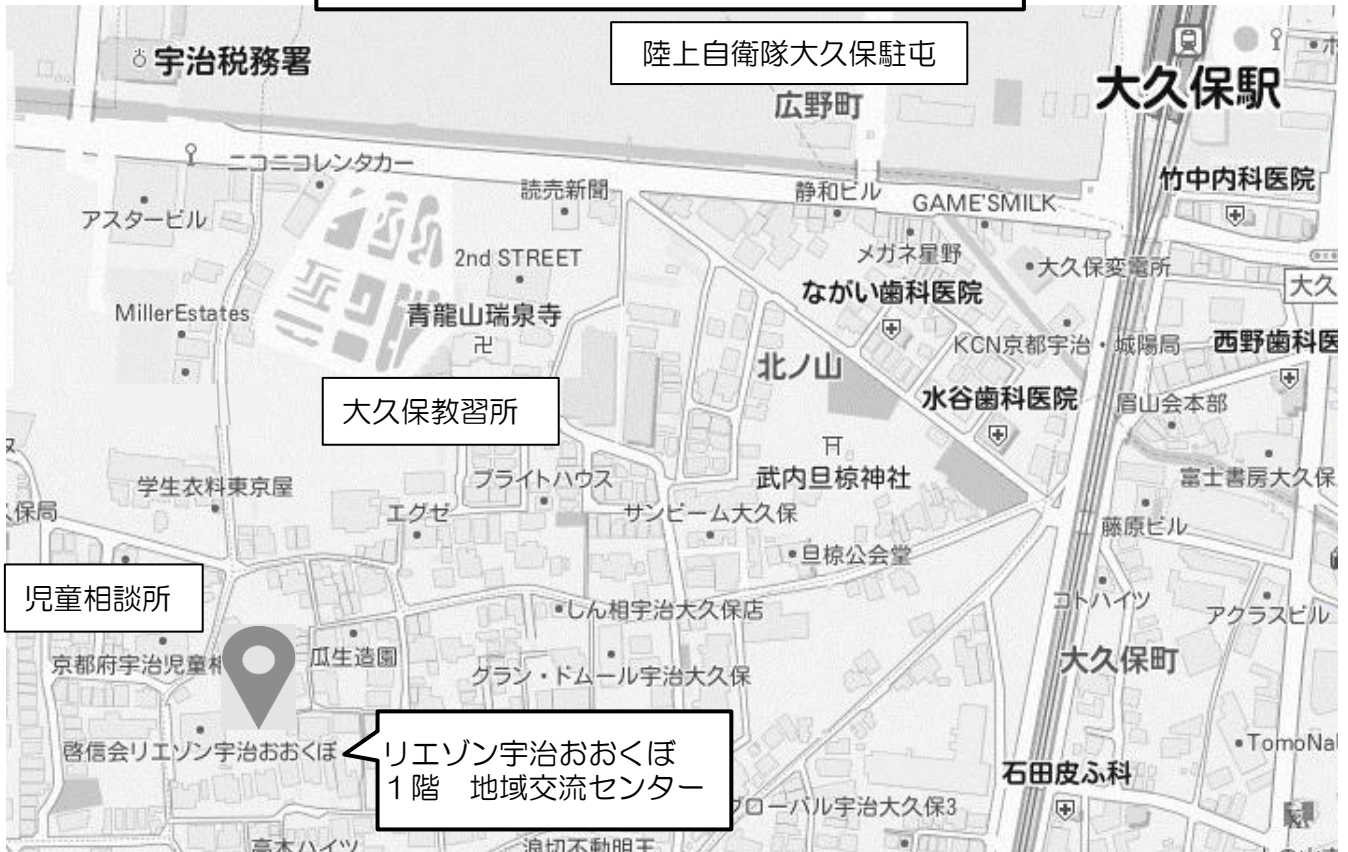 宇治税務署
陸上自衛隊大久保駐屯
大久保駅
広野町
ニコニコレンタカー
読売新聞
静和ビル
GAME'SMILK
竹中内科医院
アスタービル
2nd STREET
メガネ星野
大久保変電所
大久
MillerEstates
青龍山瑞泉寺
ながい歯科医院
KCN京都宇治・城陽局
西野歯科医
北ノ山
大久保教習所
水谷歯科医院
眉山会本部
学生衣料東京屋
ブライトハウス
武内旦椋神社
富士書房大久保
保局
エグゼ
サンビーム大久保
藤原ビル
旦椋公会堂
児童相談所
しん相宇治大久保店
コトハイツ
アクラスビル
京都府宇治児童相
瓜生造園
グラン・ドムール宇治大久保
大久保町
啓信会リエゾン宇治おおくぼ
リエゾン宇治おおくぼ
1階 地域交流センター
TomoNa
石田皮ふ科
グローバル宇治大久保3
高木ハイツ
浪切不動明王